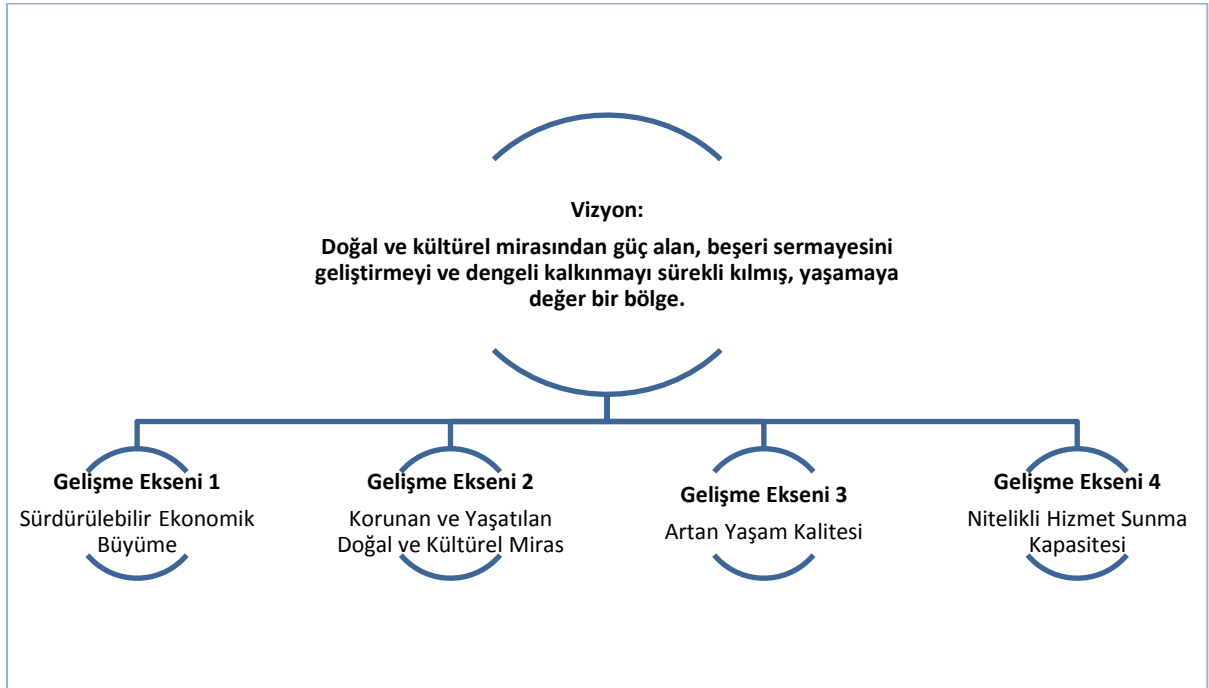 Vizyon:
Doğal ve kültürel mirasından güç alan, beşeri sermayesini
geliştirmeyi ve dengeli kalkınmayı sürekli kılmış, yaşamaya
değer bir bölge.
Gelişme Ekseni 1
Sürdürülebilir Ekonomik
Büyüme
Gelişme Ekseni 2
Korunan ve Yaşatılan
Doğal ve Kültürel Miras
Gelişme Ekseni 3
Artan Yaşam Kalitesi
Gelişme Ekseni 4
Nitelikli Hizmet Sunma
Kapasitesi